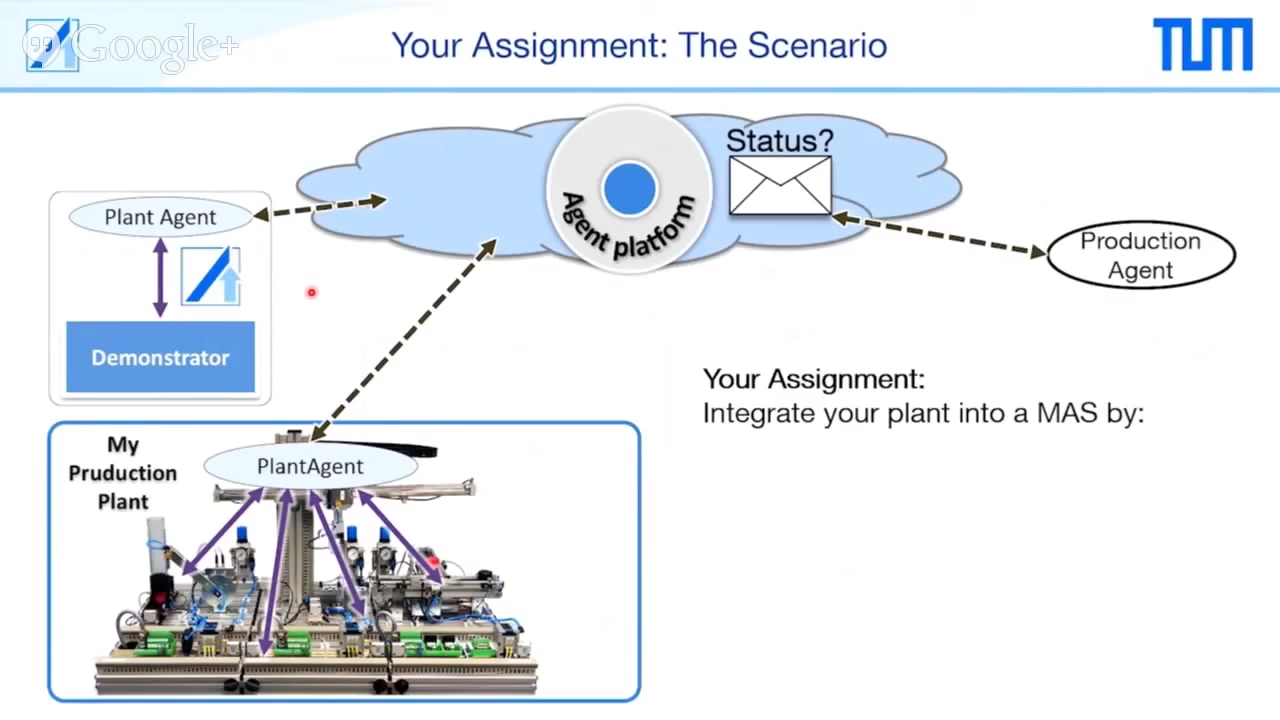 Google+
Your Assignment: The Scenario
TUM
Status?
Agent platform
Plant Agent
Production
Agent
Demonstrator
Your Assignment:
Integrate your plant into a MAS by:
My
Pruduction
Plant
PlantAgent